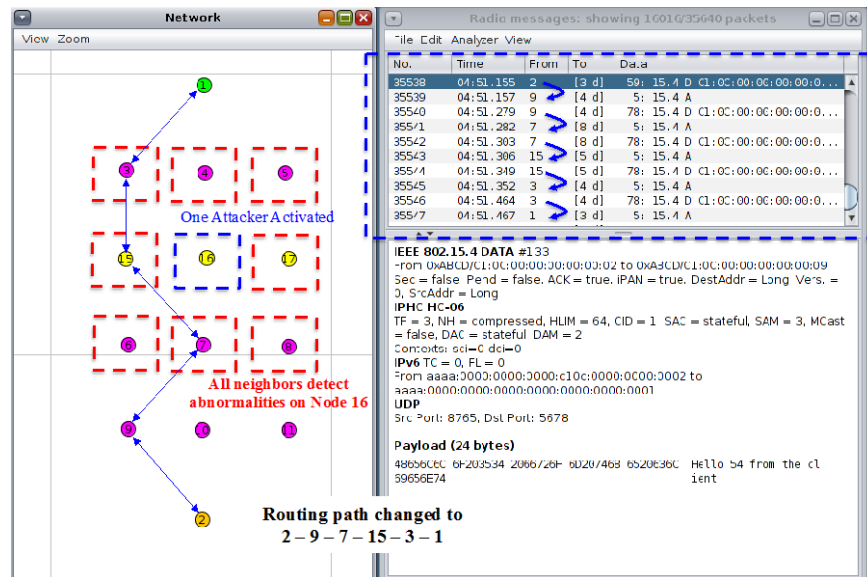 Network
View Zoom
1
3
4
5
One Attacker Activated
15
16
17
6
7
8
All neighbors detect
abnormalities on Node 16
9
10
11
2
Routing path changed to
2 – 9 – 7 – 15 – 3 – 1
Radio messages: showing 16016/35640 packets
File Edit Analyzer View
No. Time From To Data
35538 04:51.155 2 [3 d] 59: 15.4 D C1:0C:00:00:00:00:0...
35539 04:51.157 9 [4 d] 5: 15.4 A
35540 04:51.279 9 [4 d] 78: 15.4 D C1:0C:00:00:00:00:0...
35541 04:51.282 7 [8 d] 5: 15.4 A
35542 04:51.303 7 [8 d] 78: 15.4 D C1:0C:00:00:00:00:0...
35543 04:51.306 15 [5 d] 5: 15.4 A
35544 04:51.349 15 [5 d] 78: 15.4 D C1:0C:00:00:00:00:0...
35545 04:51.352 3 [4 d] 5: 15.4 A
35546 04:51.464 3 [4 d] 78: 15.4 D C1:0C:00:00:00:00:0...
35547 04:51.467 1 [3 d] 5: 15.4 A
IEEE 802.15.4 DATA #133
From 0xABCD/C1:0C:00:00:00:00:00:02 to 0xABCD/C1:0C:00:00:00:00:00:09
Sec = false, Pend = false, ACK = true, iPAN = true, DestAddr = Long, Vers. =
0, SrcAddr = Long
IPHC HC-06
TF = 3, NH = compressed, HLIM = 64, CID = 1, SAC = stateful, SAM = 3, MCast
= false, DAC = stateful, DAM = 2
Contexts: sci=0 dci=0
IPv6 TC = 0, FL = 0
From aaaa:0000:0000:0000:c10c:0000:0000:0002 to
aaaa:0000:0000:0000:0000:0000:0000:0001
UDP
Src Port: 8765, Dst Port: 5678
Payload (24 bytes)
48656C6C 6F203534 2066726F 6D207468 6520636C Hello 54 from the cl
69656E74 ient